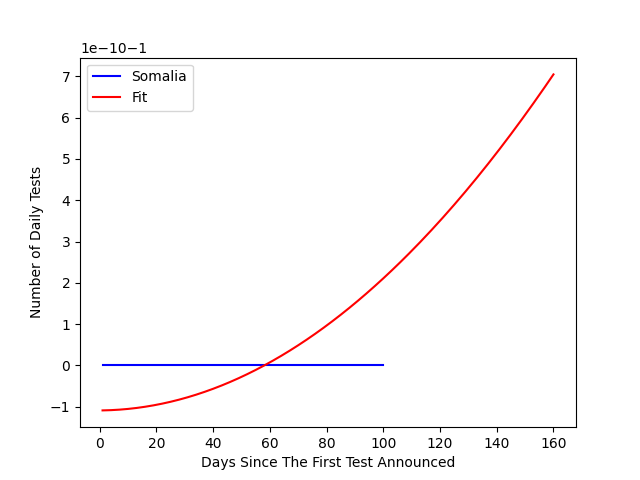 1e−10−1
Somalia
Fit
7
6
5
4
3
2
1
0
−1
0 20 40 60 80 100 120 140 160
Number of Daily Tests
Days Since The First Test Announced